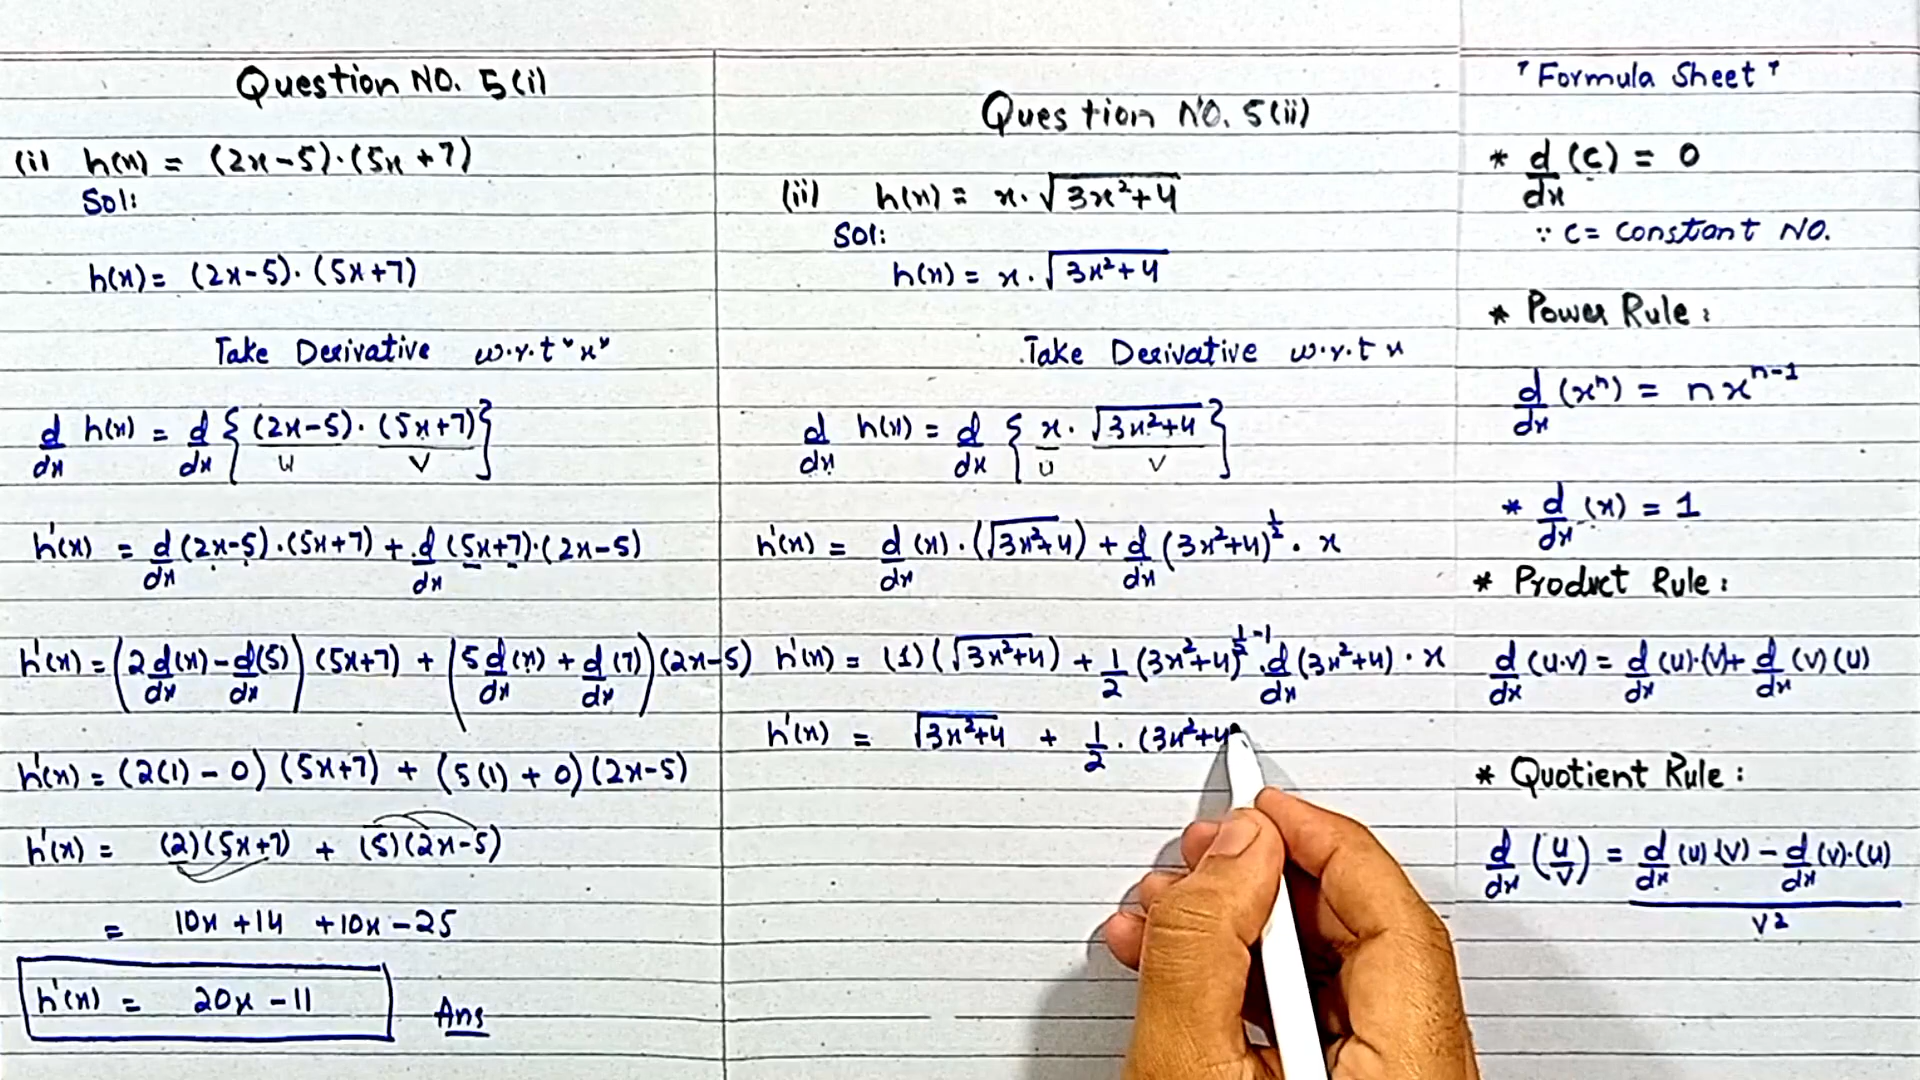 Question NO. 5(i)
(i) h(x) = (2x-5)·(5x+7)
Sol:
h(x) = (2x-5)·(5x+7)
Take Derivative w.r.t "x"
d/dx h(x) = d/dx { (2x-5)·(5x+7) }
u v
h'(x) = d/dx (2x-5)·(5x+7) + d/dx (5x+7)·(2x-5)
h'(x) = (2 d/dx (x) - d/dx (5)) (5x+7) + (5 d/dx (x) + d/dx (7)) (2x-5)
h'(x) = (2(1) - 0) (5x+7) + (5(1) + 0) (2x-5)
h'(x) = (2)(5x+7) + (5)(2x-5)
= 10x +14 +10x -25
h'(x) = 20x -11 Ans
Question NO. 5(ii)
(ii) h(x) = x·√(3x²+4)
Sol:
h(x) = x·√(3x²+4)
Take Derivative w.r.t x
d/dx h(x) = d/dx { x·√(3x²+4) }
u v
h'(x) = d/dx (x)·(√(3x²+4)) + d/dx (3x²+4)^(1/2) · x
h'(x) = (1)(√(3x²+4)) + 1/2 (3x²+4)^(1/2-1) · d/dx (3x²+4) · x
h'(x) = √(3x²+4) + 1/2 · (3x²+4
"Formula Sheet"
* d/dx (c) = 0
∵ c = constant NO.
* Power Rule:
d/dx (xⁿ) = nxⁿ⁻¹
* d/dx (x) = 1
* Product Rule:
d/dx (u·v) = d/dx (u)·(v) + d/dx (v)(u)
* Quotient Rule:
d/dx (u/v) = d/dx (u)·(v) - d/dx (v)·(u)
v2